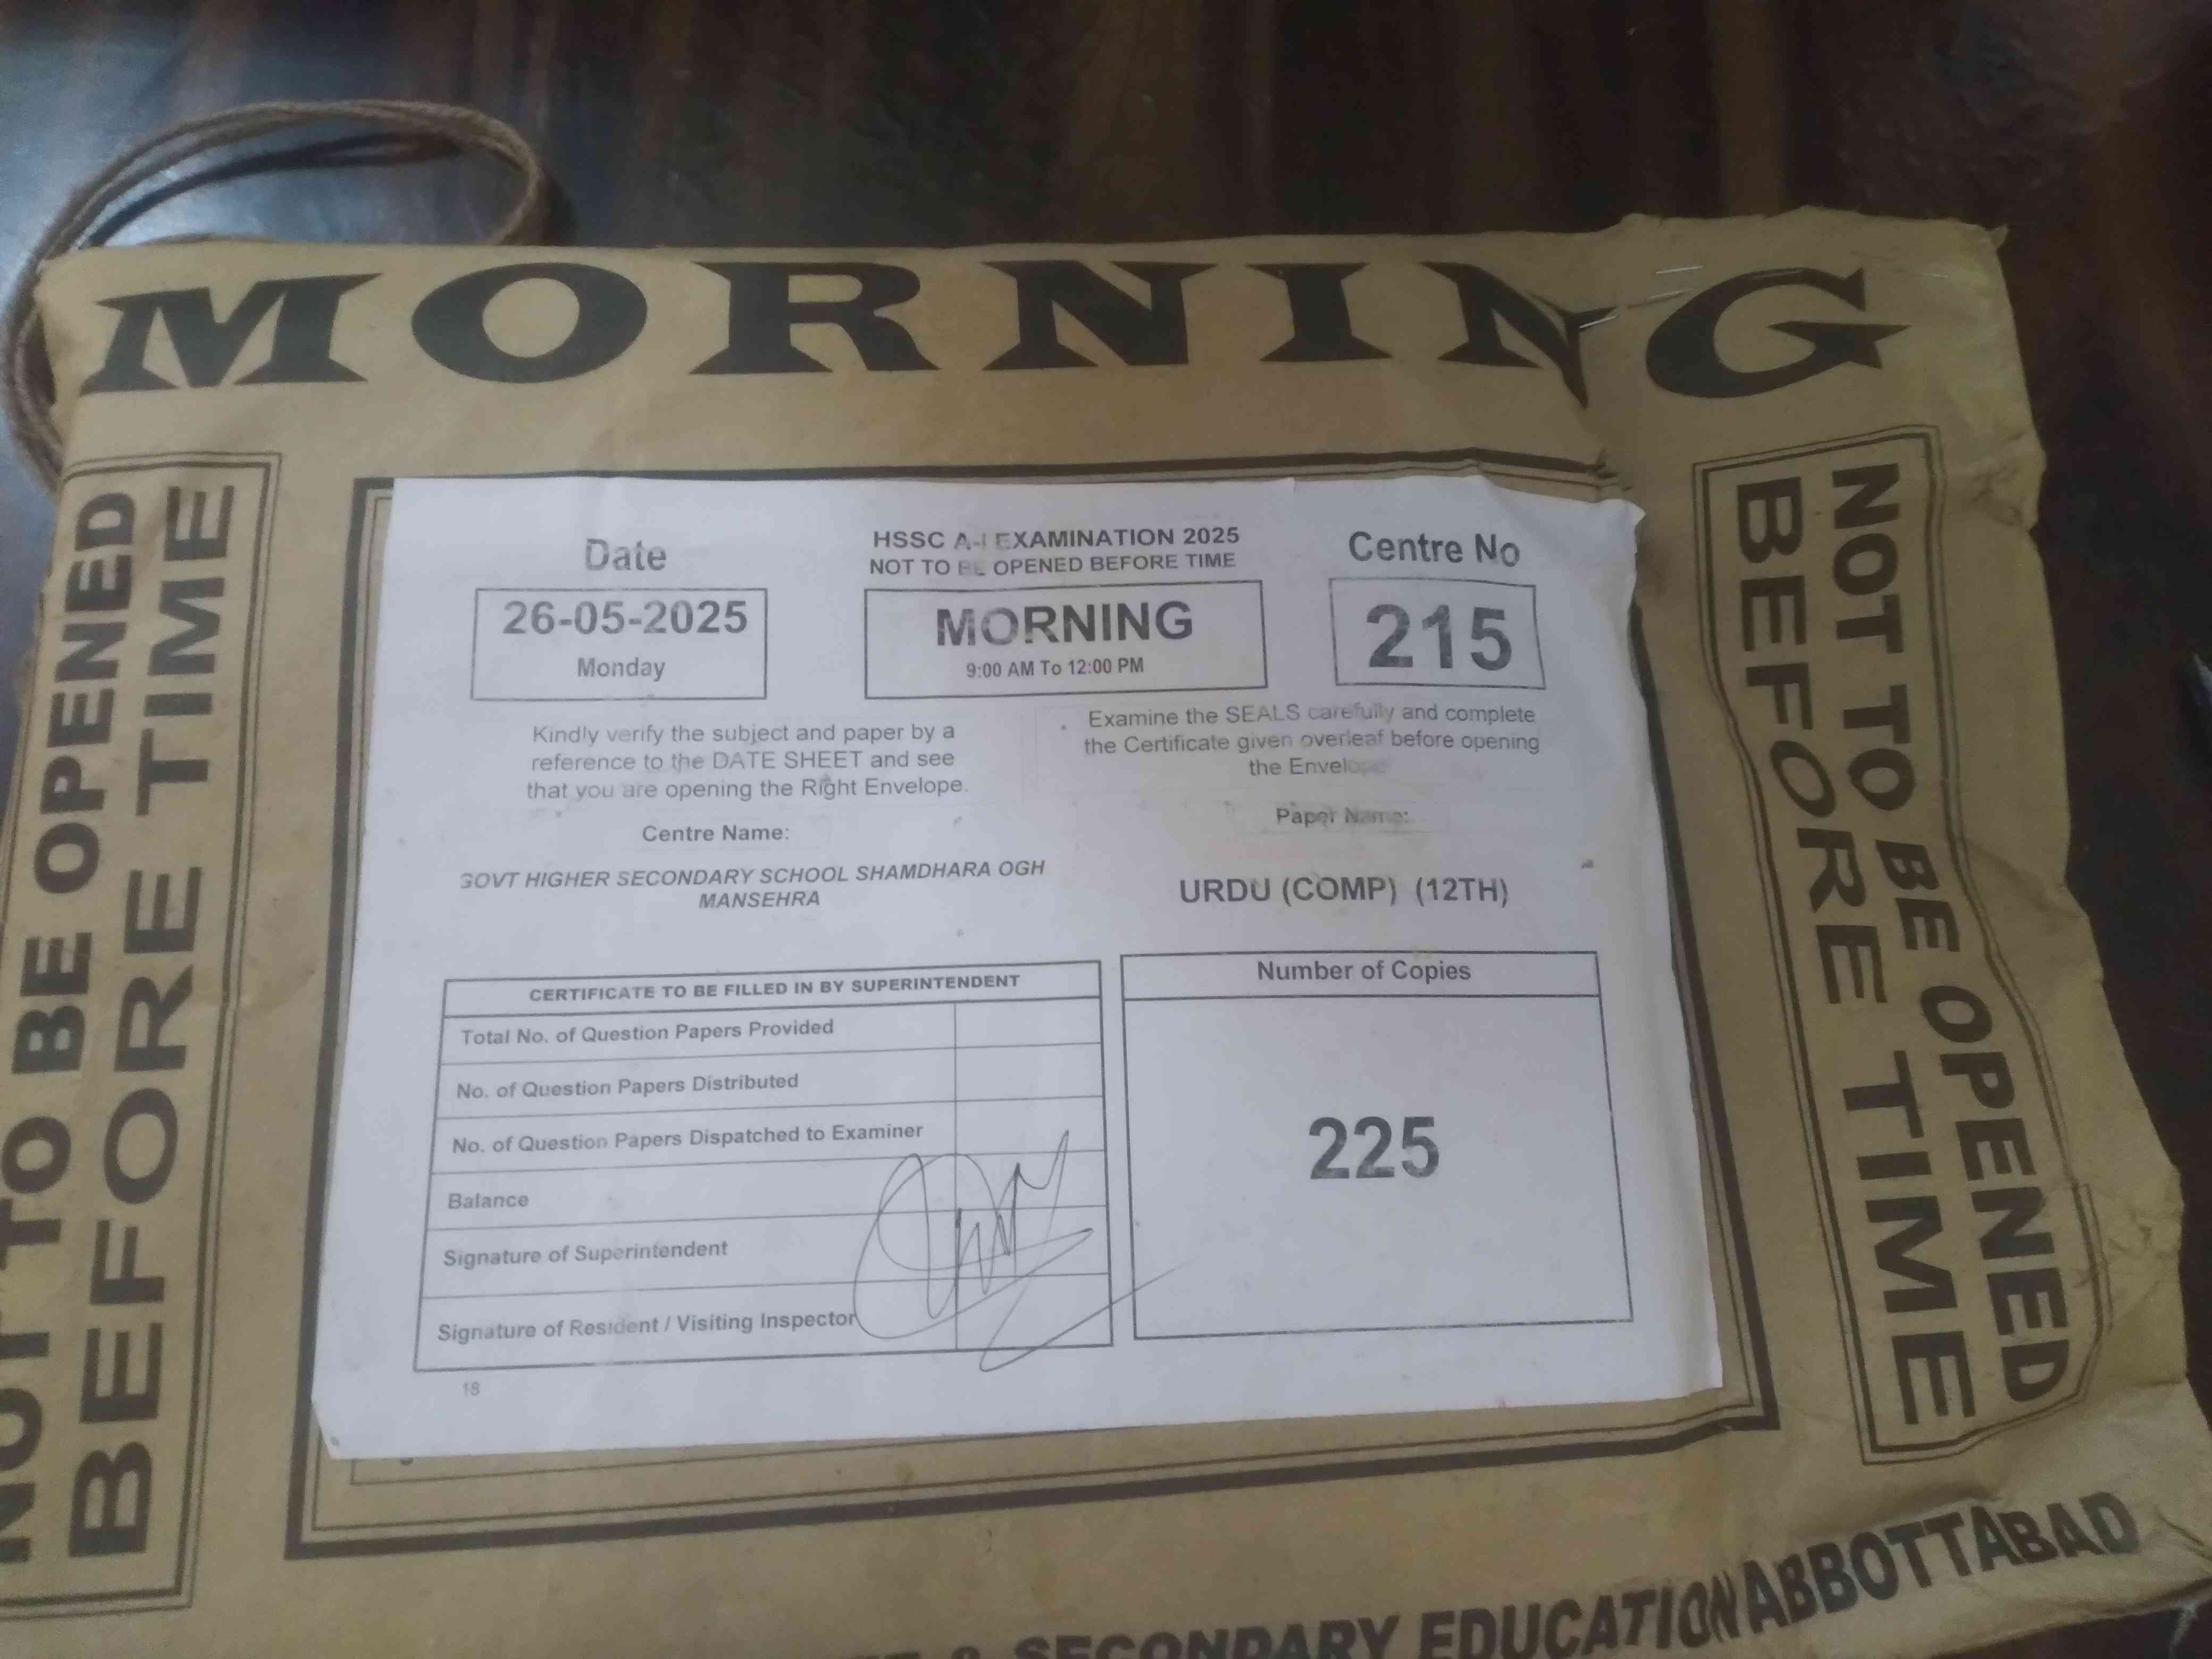 MORNING
NOT TO BE OPENED
BEFORE TIME
NOT TO BE OPENED
BEFORE TIME
Date
26-05-2025
Monday
HSSC A-I EXAMINATION 2025
NOT TO BE OPENED BEFORE TIME
MORNING
9:00 AM To 12:00 PM
Centre No
215
Kindly verify the subject and paper by a
reference to the DATE SHEET and see
that you are opening the Right Envelope.
Examine the SEALS carefully and complete
the Certificate given overleaf before opening
the Envelope
Centre Name:
GOVT HIGHER SECONDARY SCHOOL SHAMDHARA OGH
MANSEHRA
Paper Name:
URDU (COMP) (12TH)
CERTIFICATE TO BE FILLED IN BY SUPERINTENDENT
Total No. of Question Papers Provided
No. of Question Papers Distributed
No. of Question Papers Dispatched to Examiner
Balance
Signature of Superintendent
Signature of Resident / Visiting Inspector
Number of Copies
225
18
& SECONDARY EDUCATION ABBOTTABAD